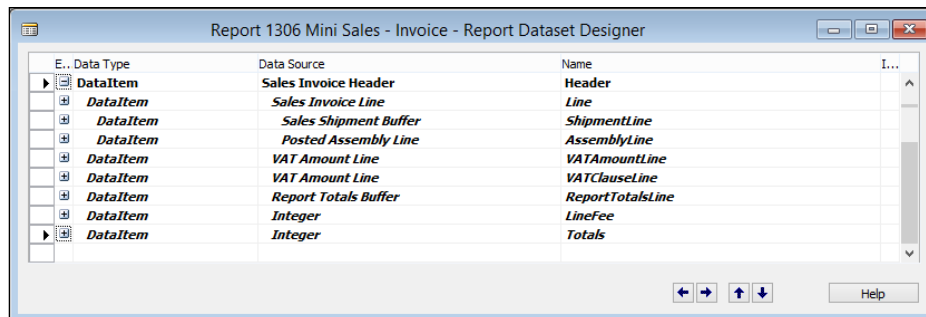 Report 1306 Mini Sales - Invoice - Report Dataset Designer
E.. Data Type Data Source Name I...
DataItem Sales Invoice Header Header
DataItem Sales Invoice Line Line
DataItem Sales Shipment Buffer ShipmentLine
DataItem Posted Assembly Line AssemblyLine
DataItem VAT Amount Line VATAmountLine
DataItem VAT Amount Line VATClauseLine
DataItem Report Totals Buffer ReportTotalsLine
DataItem Integer LineFee
DataItem Integer Totals
Help